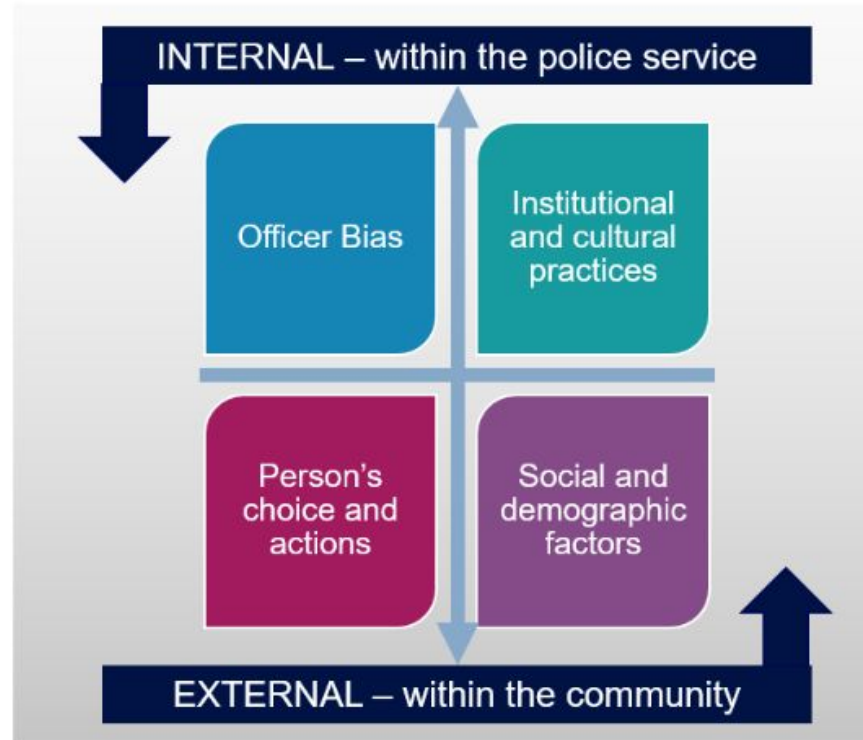 INTERNAL – within the police service
Officer Bias
Institutional
and cultural
practices
Person’s
choice and
actions
Social and
demographic
factors
EXTERNAL – within the community